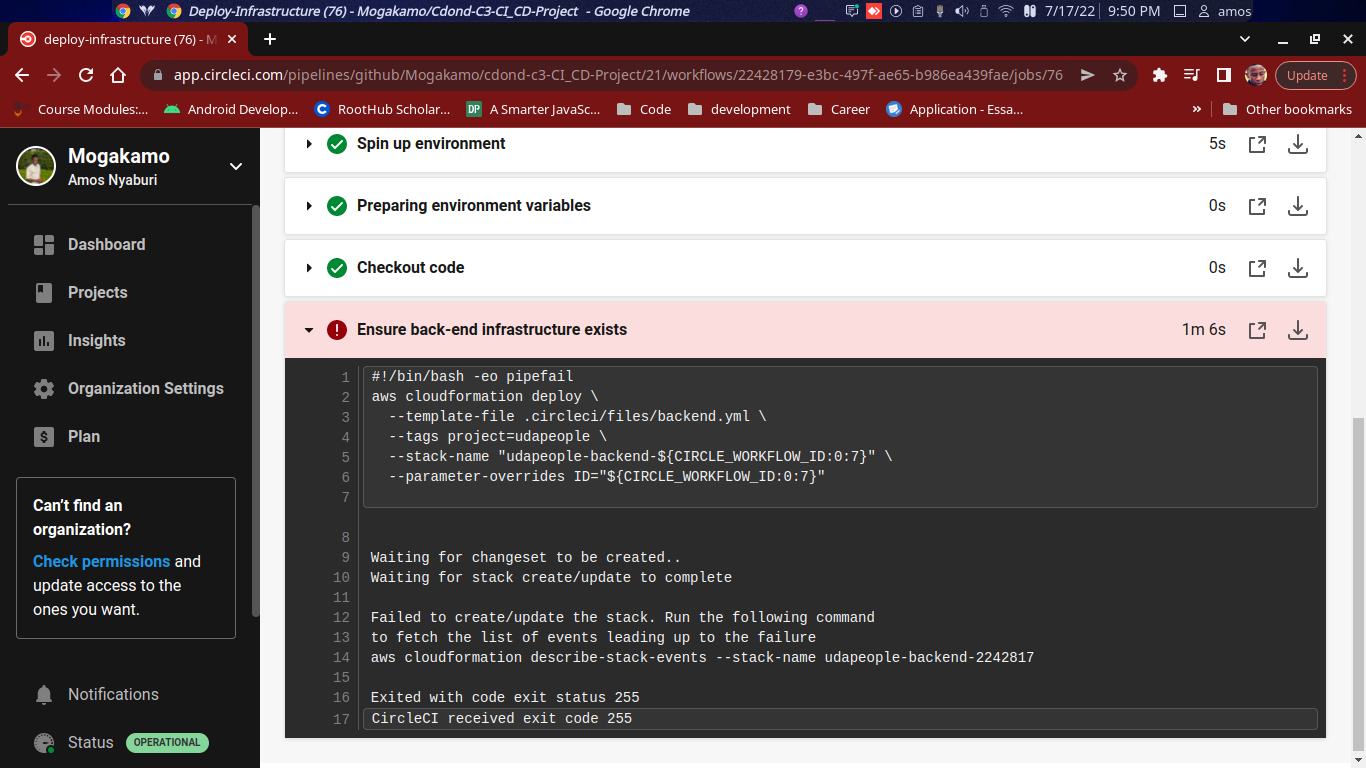 Deploy-Infrastructure (76) - Mogakamo/Cdond-C3-CI_CD-Project - Google Chrome
7/17/22
9:50 PM
amos
deploy-infrastructure (76) - M
app.circleci.com/pipelines/github/Mogakamo/cdond-c3-CI_CD-Project/21/workflows/22428179-e3bc-497f-ae65-b986ea439fae/jobs/76
Update
Course Modules:...
Android Develop...
RootHub Scholar...
DP
A Smarter JavaSc...
Code
development
Career
Application - Essa...
»
Other bookmarks
Mogakamo
Amos Nyaburi
Dashboard
Projects
Insights
Organization Settings
Plan
Can't find an
organization?
Check permissions and
update access to the
ones you want.
Notifications
Status OPERATIONAL
Spin up environment 5s
Preparing environment variables 0s
Checkout code 0s
Ensure back-end infrastructure exists 1m 6s
1 #!/bin/bash -eo pipefail
2 aws cloudformation deploy \
3 --template-file .circleci/files/backend.yml \
4 --tags project=udapeople \
5 --stack-name "udapeople-backend-${CIRCLE_WORKFLOW_ID:0:7}" \
6 --parameter-overrides ID="${CIRCLE_WORKFLOW_ID:0:7}"
7
8
9 Waiting for changeset to be created..
10 Waiting for stack create/update to complete
11
12 Failed to create/update the stack. Run the following command
13 to fetch the list of events leading up to the failure
14 aws cloudformation describe-stack-events --stack-name udapeople-backend-2242817
15
16 Exited with code exit status 255
17 CircleCI received exit code 255